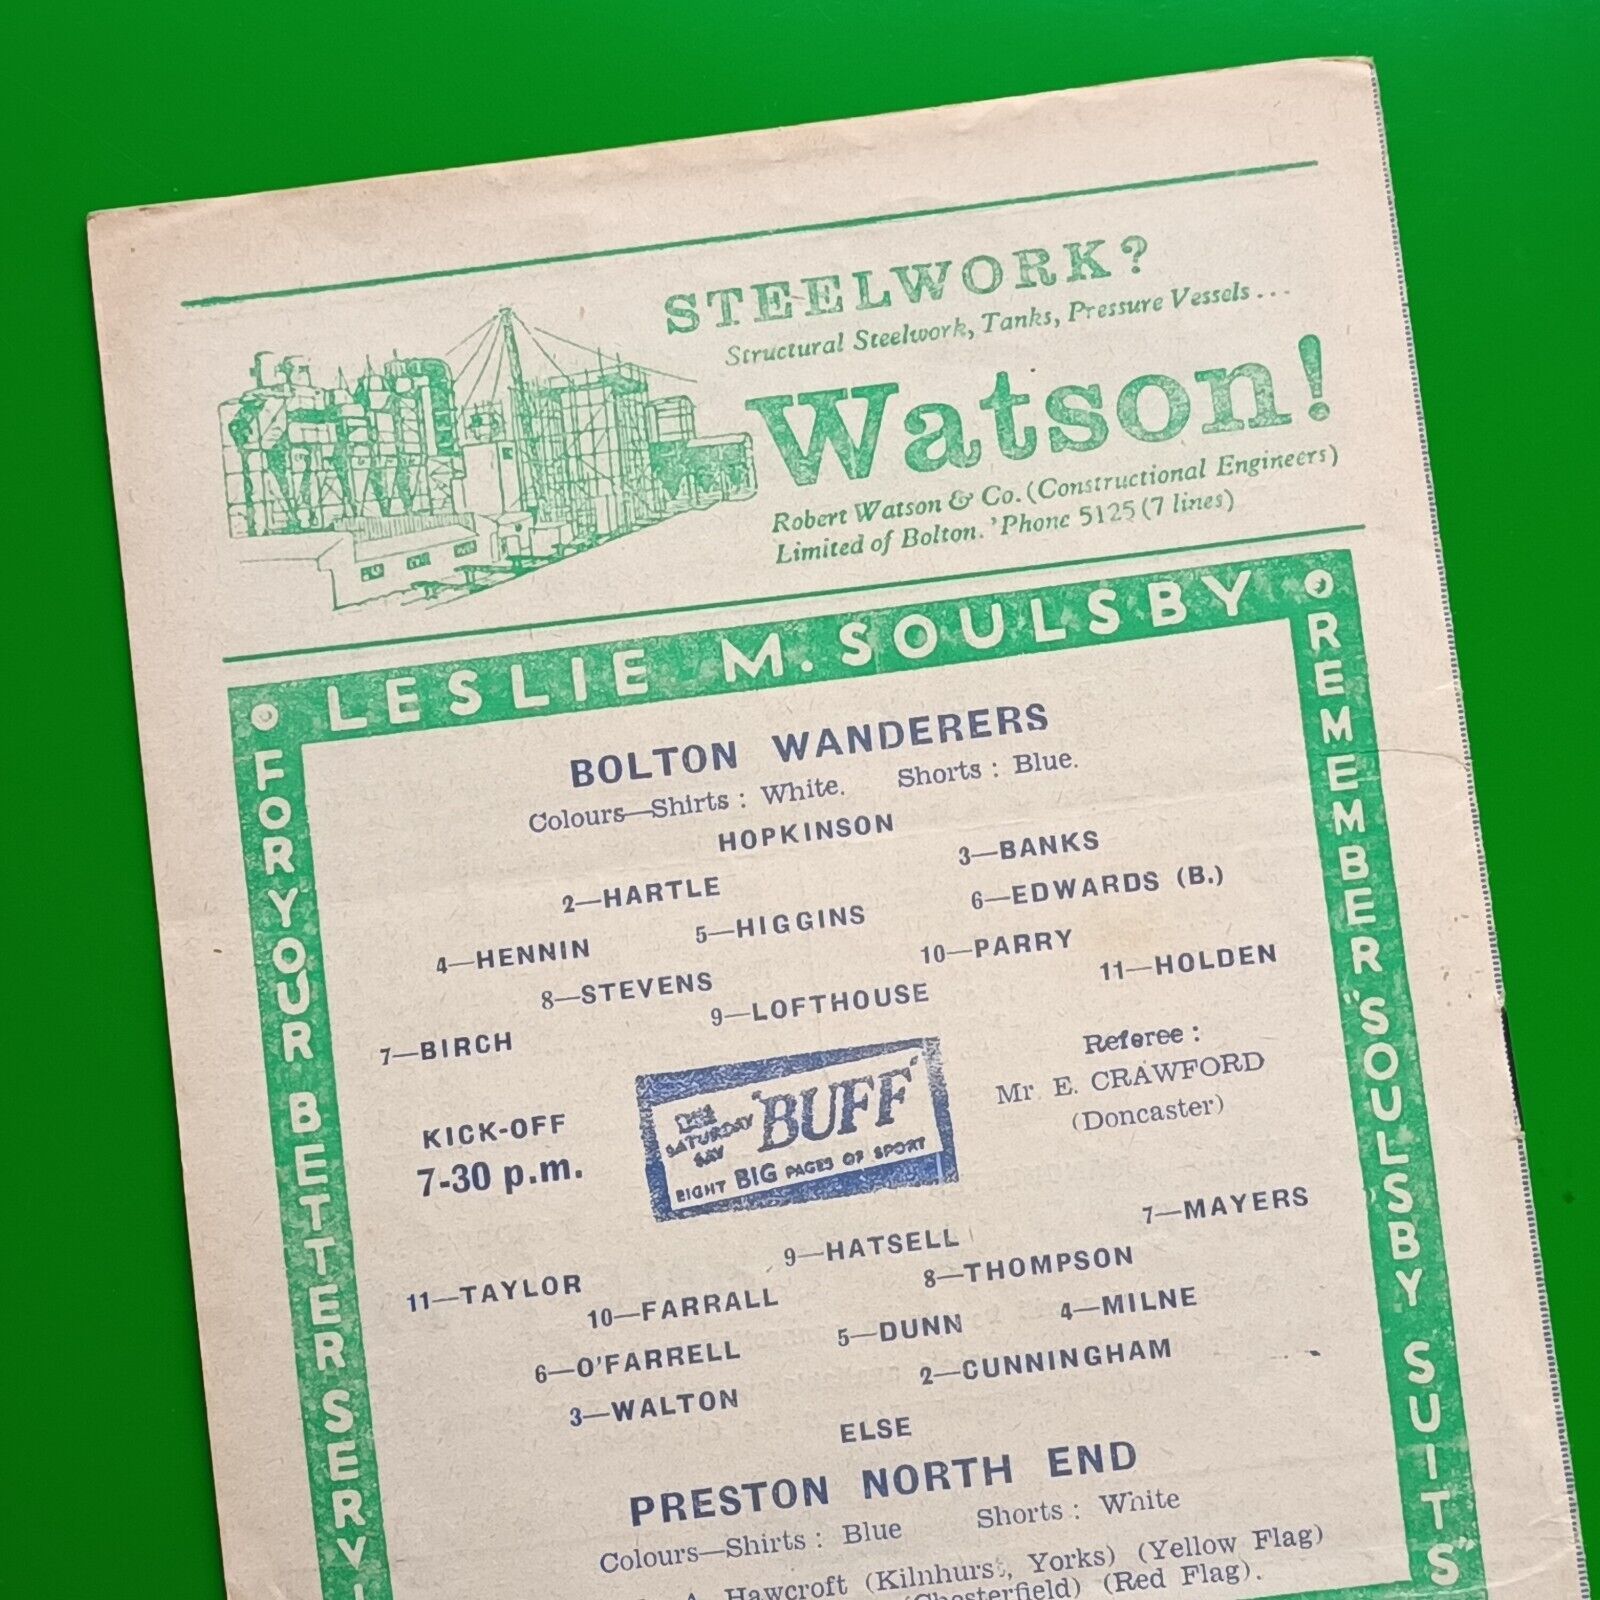 STEELWORK?
Structural Steelwork, Tanks, Pressure Vessels...
Watson!
Robert Watson & Co. (Constructional Engineers)
Limited of Bolton. 'Phone 5125 (7 lines)
LESLIE M. SOULSBY
FOR YOUR BETTER SERVI
REMEMBER "SOULSBY SUITS"
BOLTON WANDERERS
Colours—Shirts: White. Shorts: Blue.
HOPKINSON
2—HARTLE 3—BANKS
4—HENNIN 5—HIGGINS 6—EDWARDS (B.)
8—STEVENS 10—PARRY
7—BIRCH 9—LOFTHOUSE 11—HOLDEN
Referee:
Mr. E. CRAWFORD
(Doncaster)
KICK-OFF
7-30 p.m.
SATURDAY 'BUFF'
EIGHT BIG PAGES OF SPORT
11—TAYLOR 9—HATSELL 7—MAYERS
10—FARRALL 8—THOMPSON
6—O'FARRELL 5—DUNN 4—MILNE
3—WALTON 2—CUNNINGHAM
ELSE
PRESTON NORTH END
Colours—Shirts: Blue Shorts: White
A. Hawcroft (Kilnhurst, Yorks) (Yellow Flag)
(Chesterfield) (Red Flag).